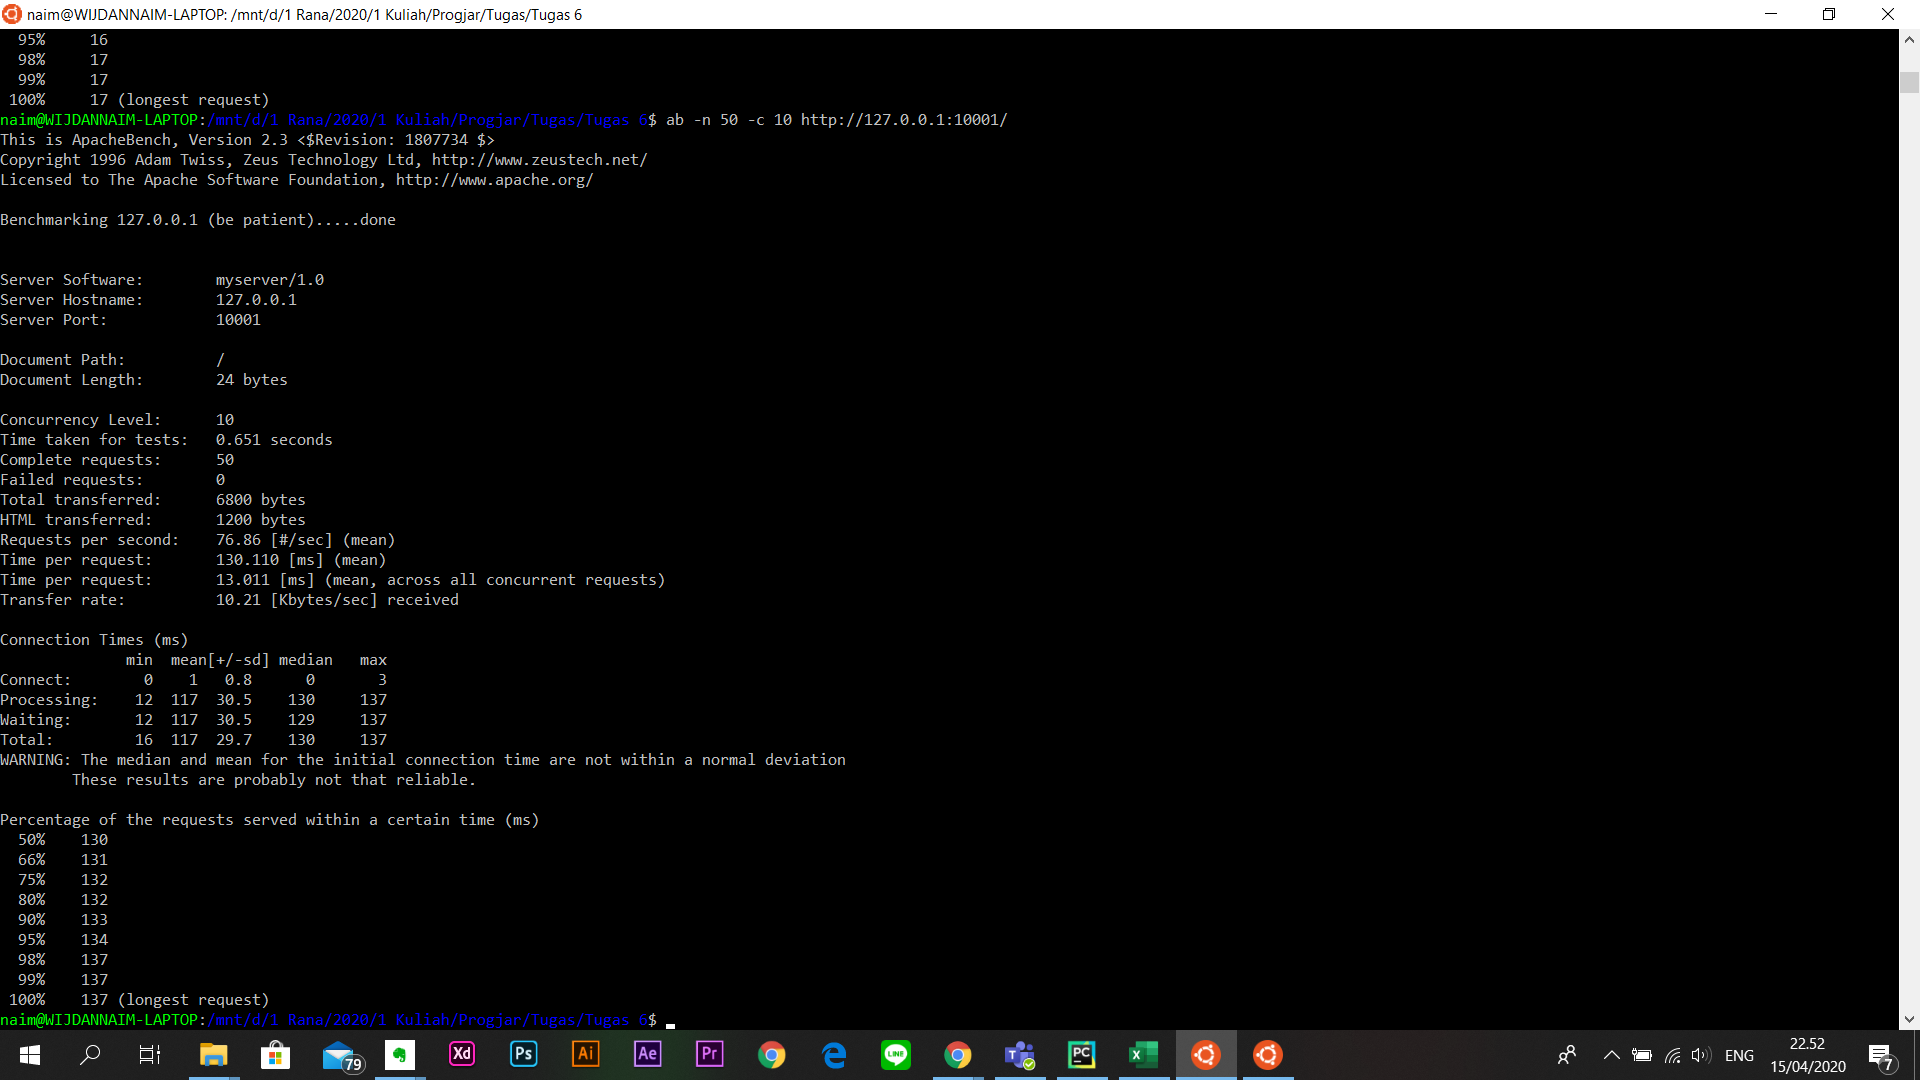 naim@WIJDANNAIM-LAPTOP: /mnt/d/1 Rana/2020/1 Kuliah/Progjar/Tugas/Tugas 6
95% 16
98% 17
99% 17
100% 17 (longest request)
naim@WIJDANNAIM-LAPTOP:/mnt/d/1 Rana/2020/1 Kuliah/Progjar/Tugas/Tugas 6$ ab -n 50 -c 10 http://127.0.0.1:10001/
This is ApacheBench, Version 2.3 <$Revision: 1807734 $>
Copyright 1996 Adam Twiss, Zeus Technology Ltd, http://www.zeustech.net/
Licensed to The Apache Software Foundation, http://www.apache.org/
Benchmarking 127.0.0.1 (be patient).....done
Server Software: myserver/1.0
Server Hostname: 127.0.0.1
Server Port: 10001
Document Path: /
Document Length: 24 bytes
Concurrency Level: 10
Time taken for tests: 0.651 seconds
Complete requests: 50
Failed requests: 0
Total transferred: 6800 bytes
HTML transferred: 1200 bytes
Requests per second: 76.86 [#/sec] (mean)
Time per request: 130.110 [ms] (mean)
Time per request: 13.011 [ms] (mean, across all concurrent requests)
Transfer rate: 10.21 [Kbytes/sec] received
Connection Times (ms)
min mean[+/-sd] median max
Connect: 0 1 0.8 0 3
Processing: 12 117 30.5 130 137
Waiting: 12 117 30.5 129 137
Total: 16 117 29.7 130 137
WARNING: The median and mean for the initial connection time are not within a normal deviation
These results are probably not that reliable.
Percentage of the requests served within a certain time (ms)
50% 130
66% 131
75% 132
80% 132
90% 133
95% 134
98% 137
99% 137
100% 137 (longest request)
naim@WIJDANNAIM-LAPTOP:/mnt/d/1 Rana/2020/1 Kuliah/Progjar/Tugas/Tugas 6$
79
Xd
Ps
Ai
Ae
Pr
LINE
PC
ENG
22.52
15/04/2020
7